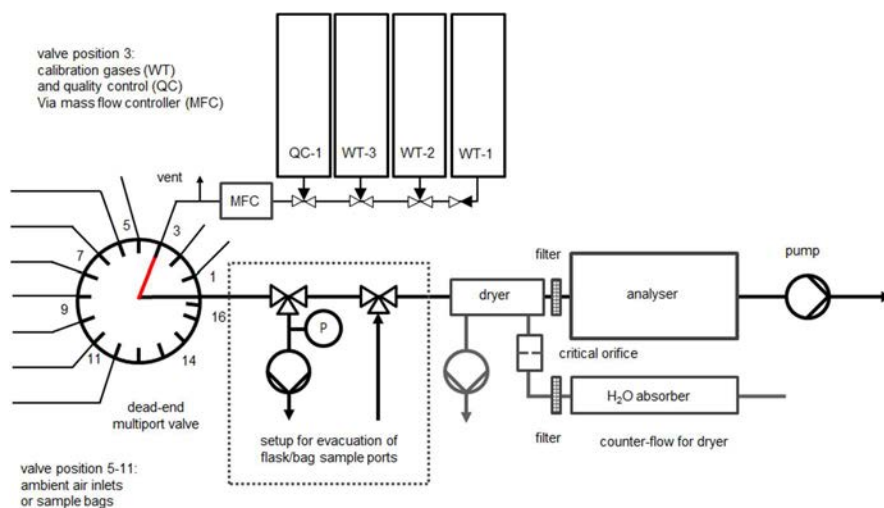 valve position 3:
calibration gases (WT)
and quality control (QC)
Via mass flow controller (MFC)
QC-1
WT-3
WT-2
WT-1
vent
MFC
5
3
7
1
9
16
11
14
filter
pump
dryer
analyser
P
critical orifice
H₂O absorber
dead-end
multiport valve
setup for evacuation of
flask/bag sample ports
filter
counter-flow for dryer
valve position 5-11:
ambient air inlets
or sample bags